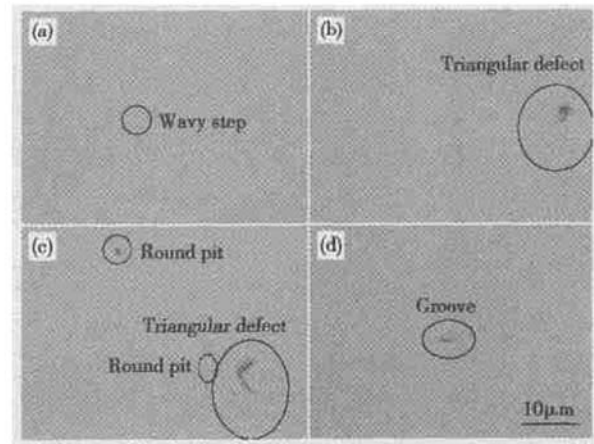 (a)
Wavy step
(b)
Triangular defect
(c)
Round pit
Triangular defect
Round pit
(d)
Groove
10μm